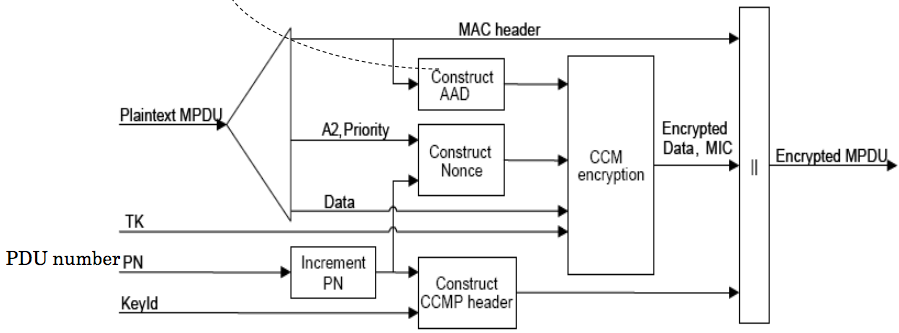 MAC header
Construct
AAD
Plaintext MPDU
A2,Priority
Construct
Nonce
CCM
encryption
Encrypted
Data, MIC
||
Encrypted MPDU
Data
TK
PDU number PN
Increment
PN
Construct
CCMP header
KeyId